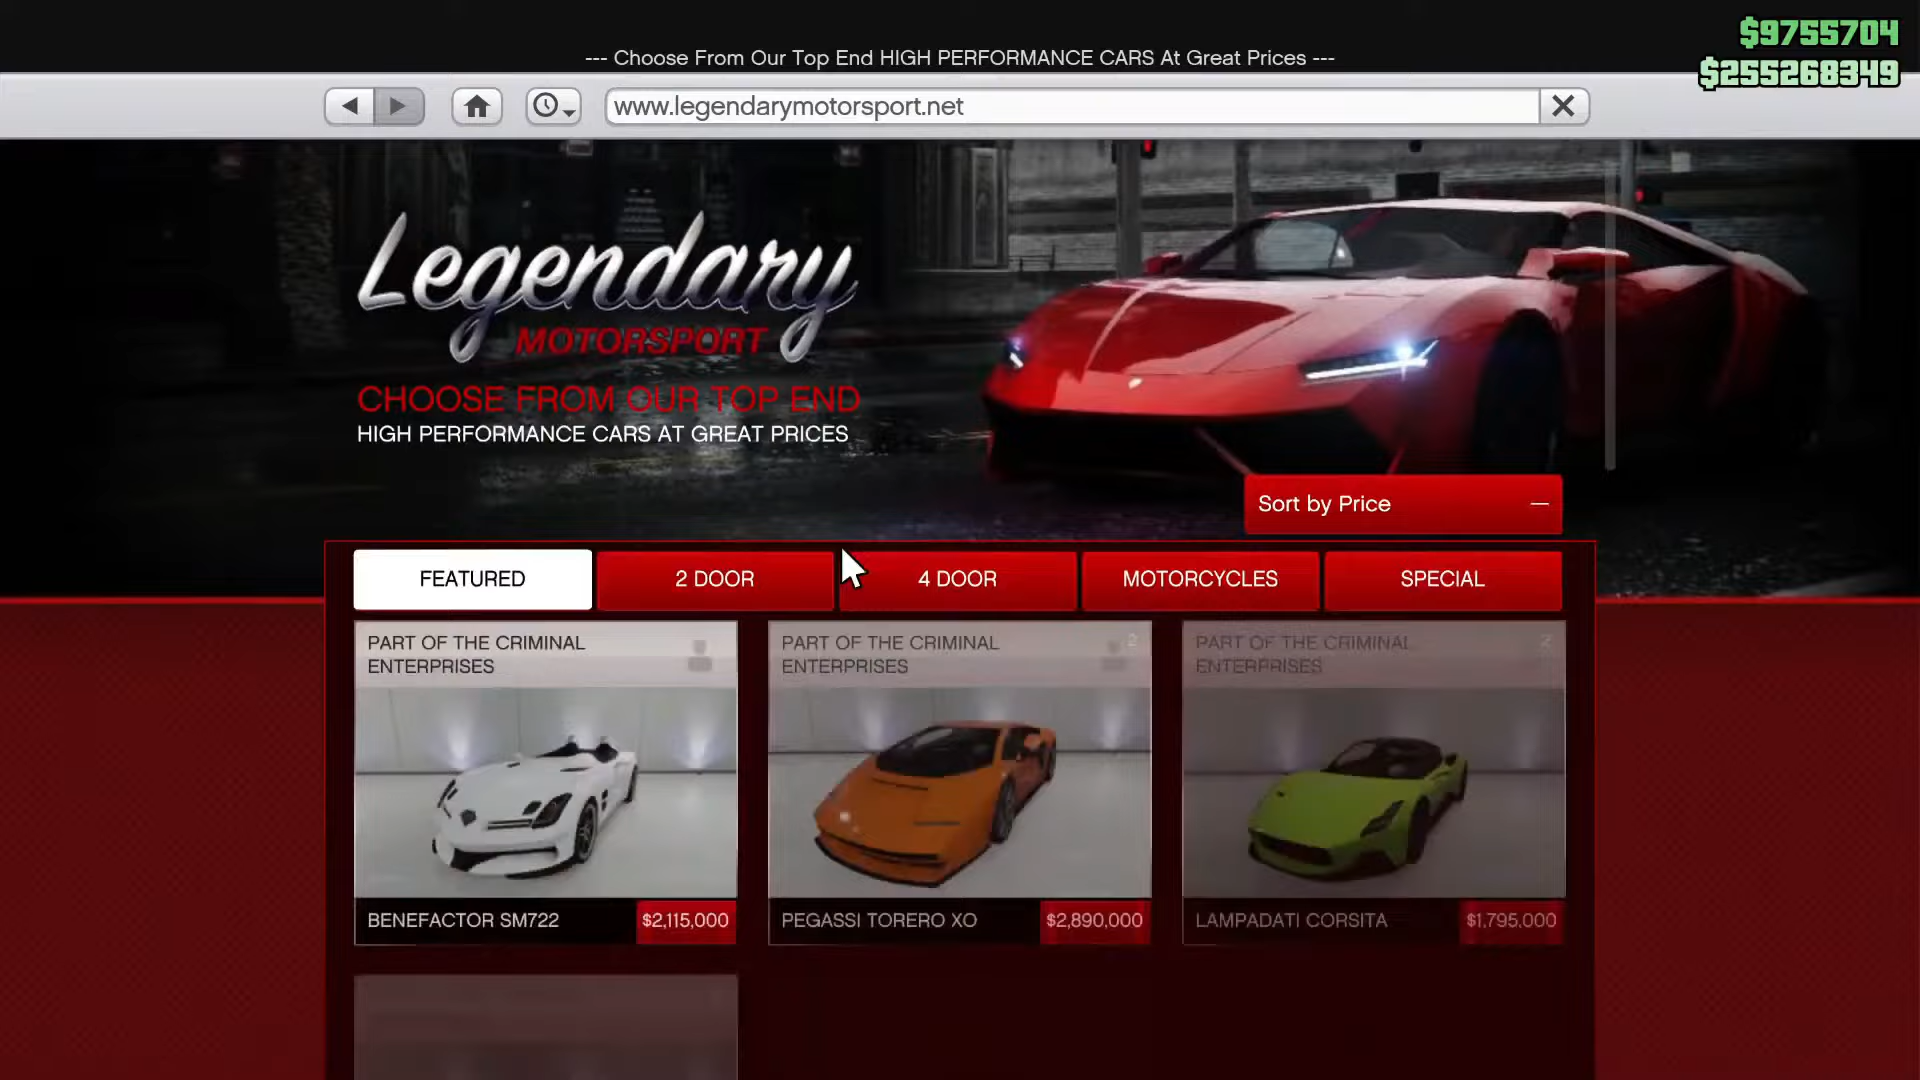 $9755704
--- Choose From Our Top End HIGH PERFORMANCE CARS At Great Prices ---
$255268349
www.legendarymotorsport.net
Legendary
MOTORSPORT
CHOOSE FROM OUR TOP END
HIGH PERFORMANCE CARS AT GREAT PRICES
Sort by Price
FEATURED
2 DOOR
4 DOOR
MOTORCYCLES
SPECIAL
PART OF THE CRIMINAL
ENTERPRISES
PART OF THE CRIMINAL
ENTERPRISES
2
PART OF THE CRIMINAL
ENTERPRISES
2
BENEFACTOR SM722
$2,115,000
PEGASSI TORERO XO
$2,890,000
LAMPADATI CORSITA
$1,795,000